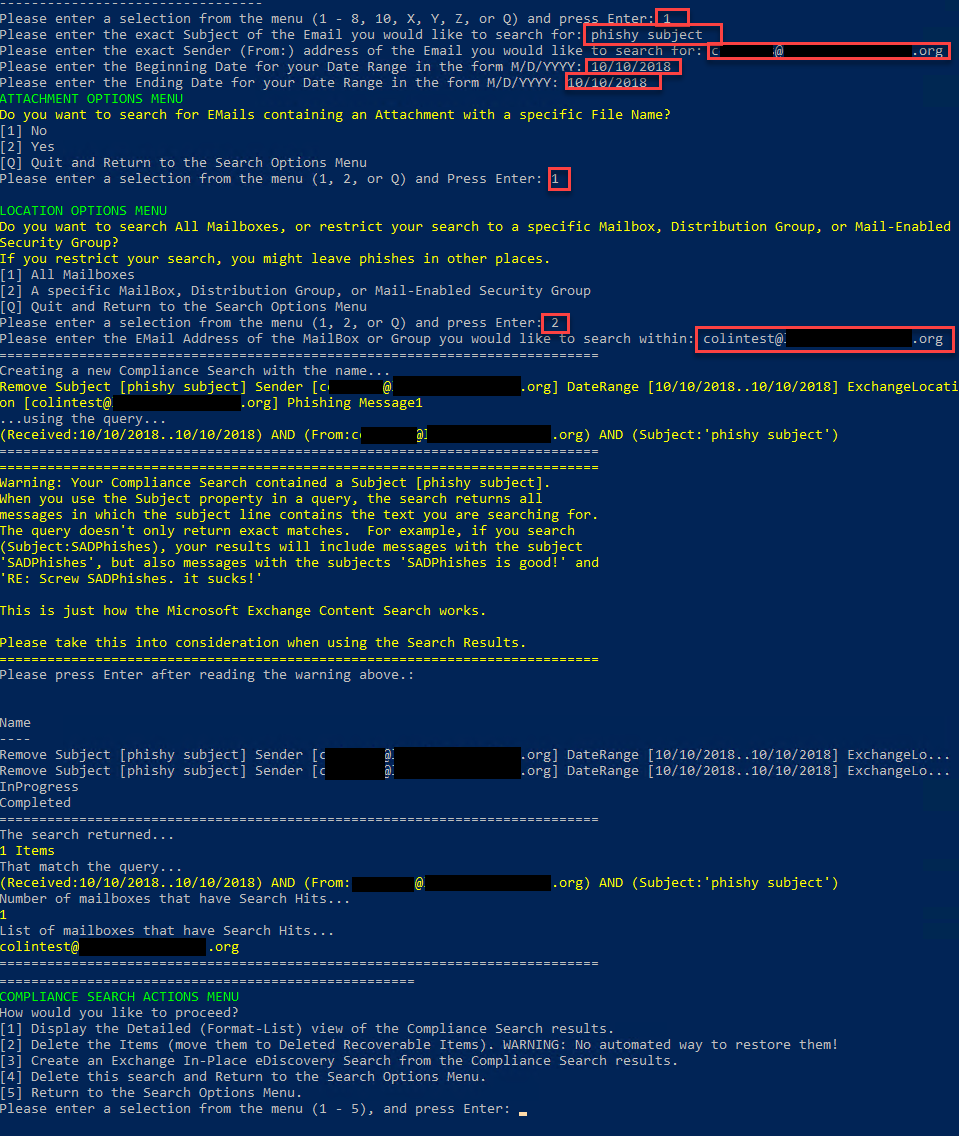 ---------------------------------
Please enter a selection from the menu (1 - 8, 10, X, Y, Z, or Q) and press Enter: 1
Please enter the exact Subject of the Email you would like to search for: phishy subject
Please enter the exact Sender (From:) address of the Email you would like to search for: c @ .org
Please enter the Beginning Date for your Date Range in the form M/D/YYYY: 10/10/2018
Please enter the Ending Date for your Date Range in the form M/D/YYYY: 10/10/2018
ATTACHMENT OPTIONS MENU
Do you want to search for EMails containing an Attachment with a specific File Name?
[1] No
[2] Yes
[Q] Quit and Return to the Search Options Menu
Please enter a selection from the menu (1, 2, or Q) and Press Enter: 1
LOCATION OPTIONS MENU
Do you want to search All Mailboxes, or restrict your search to a specific Mailbox, Distribution Group, or Mail-Enabled
Security Group?
If you restrict your search, you might leave phishes in other places.
[1] All Mailboxes
[2] A specific MailBox, Distribution Group, or Mail-Enabled Security Group
[Q] Quit and Return to the Search Options Menu
Please enter a selection from the menu (1, 2, or Q) and press Enter: 2
Please enter the EMail Address of the MailBox or Group you would like to search within: colintest@ .org
===========================================================================
Creating a new Compliance Search with the name...
Remove Subject [phishy subject] Sender [c @ .org] DateRange [10/10/2018..10/10/2018] ExchangeLocati
on [colintest@ .org] Phishing Message1
...using the query...
(Received:10/10/2018..10/10/2018) AND (From:c @ .org) AND (Subject:'phishy subject')
===========================================================================
===========================================================================
Warning: Your Compliance Search contained a Subject [phishy subject].
When you use the Subject property in a query, the search returns all
messages in which the subject line contains the text you are searching for.
The query doesn't only return exact matches.  For example, if you search
(Subject:SADPhishes), your results will include messages with the subject
'SADPhishes', but also messages with the subjects 'SADPhishes is good!' and
'RE: Screw SADPhishes. it sucks!'
This is just how the Microsoft Exchange Content Search works.
Please take this into consideration when using the Search Results.
===========================================================================
Please press Enter after reading the warning above.:
Name
----
Remove Subject [phishy subject] Sender [c @ .org] DateRange [10/10/2018..10/10/2018] ExchangeLo...
Remove Subject [phishy subject] Sender [c @ .org] DateRange [10/10/2018..10/10/2018] ExchangeLo...
InProgress
Completed
===========================================================================
The search returned...
1 Items
That match the query...
(Received:10/10/2018..10/10/2018) AND (From: @ .org) AND (Subject:'phishy subject')
Number of mailboxes that have Search Hits...
1
List of mailboxes that have Search Hits...
colintest@ .org
===========================================================================
====================================================
COMPLIANCE SEARCH ACTIONS MENU
How would you like to proceed?
[1] Display the Detailed (Format-List) view of the Compliance Search results.
[2] Delete the Items (move them to Deleted Recoverable Items). WARNING: No automated way to restore them!
[3] Create an Exchange In-Place eDiscovery Search from the Compliance Search results.
[4] Delete this search and Return to the Search Options Menu.
[5] Return to the Search Options Menu.
Please enter a selection from the menu (1 - 5), and press Enter: _